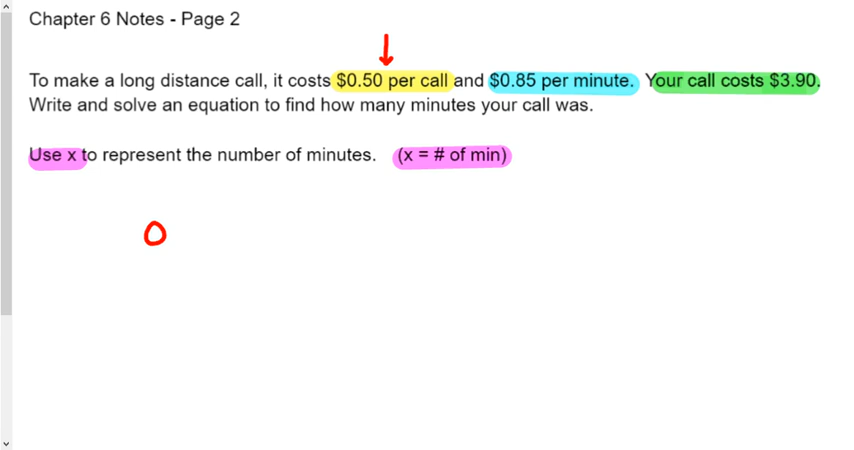 Chapter 6 Notes - Page 2
To make a long distance call, it costs $0.50 per call and $0.85 per minute. Your call costs $3.90.
Write and solve an equation to find how many minutes your call was.
Use x to represent the number of minutes. (x = # of min)
0